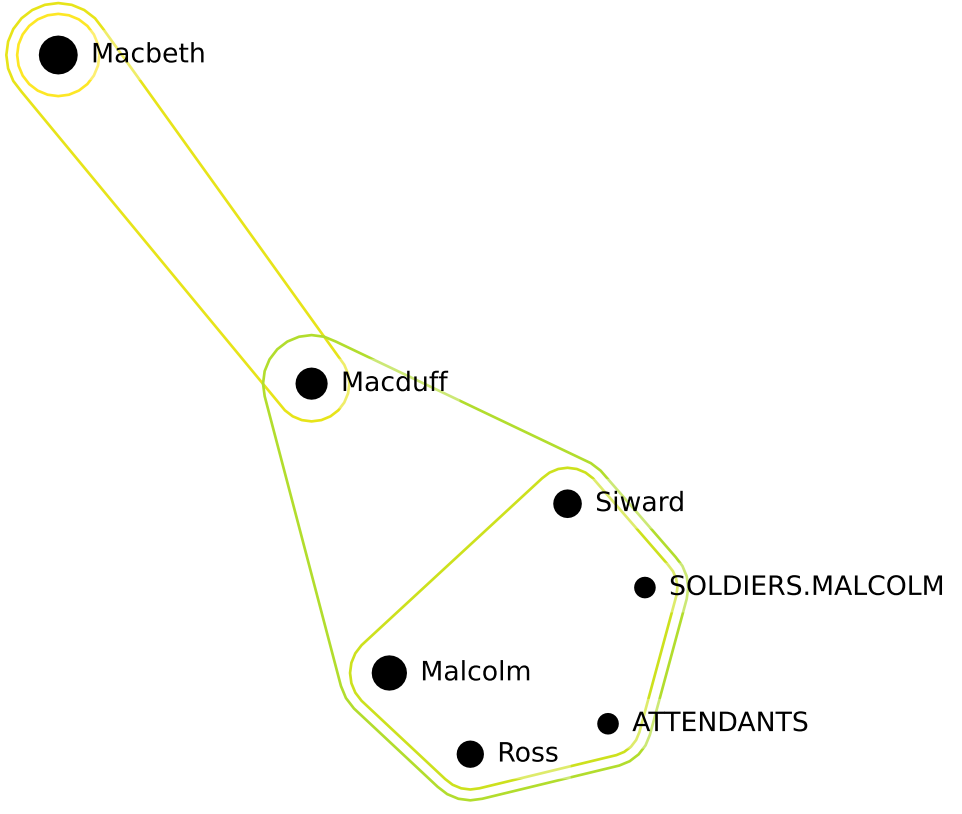 Macbeth
Macduff
Siward
SOLDIERS.MALCOLM
Malcolm
ATTENDANTS
Ross